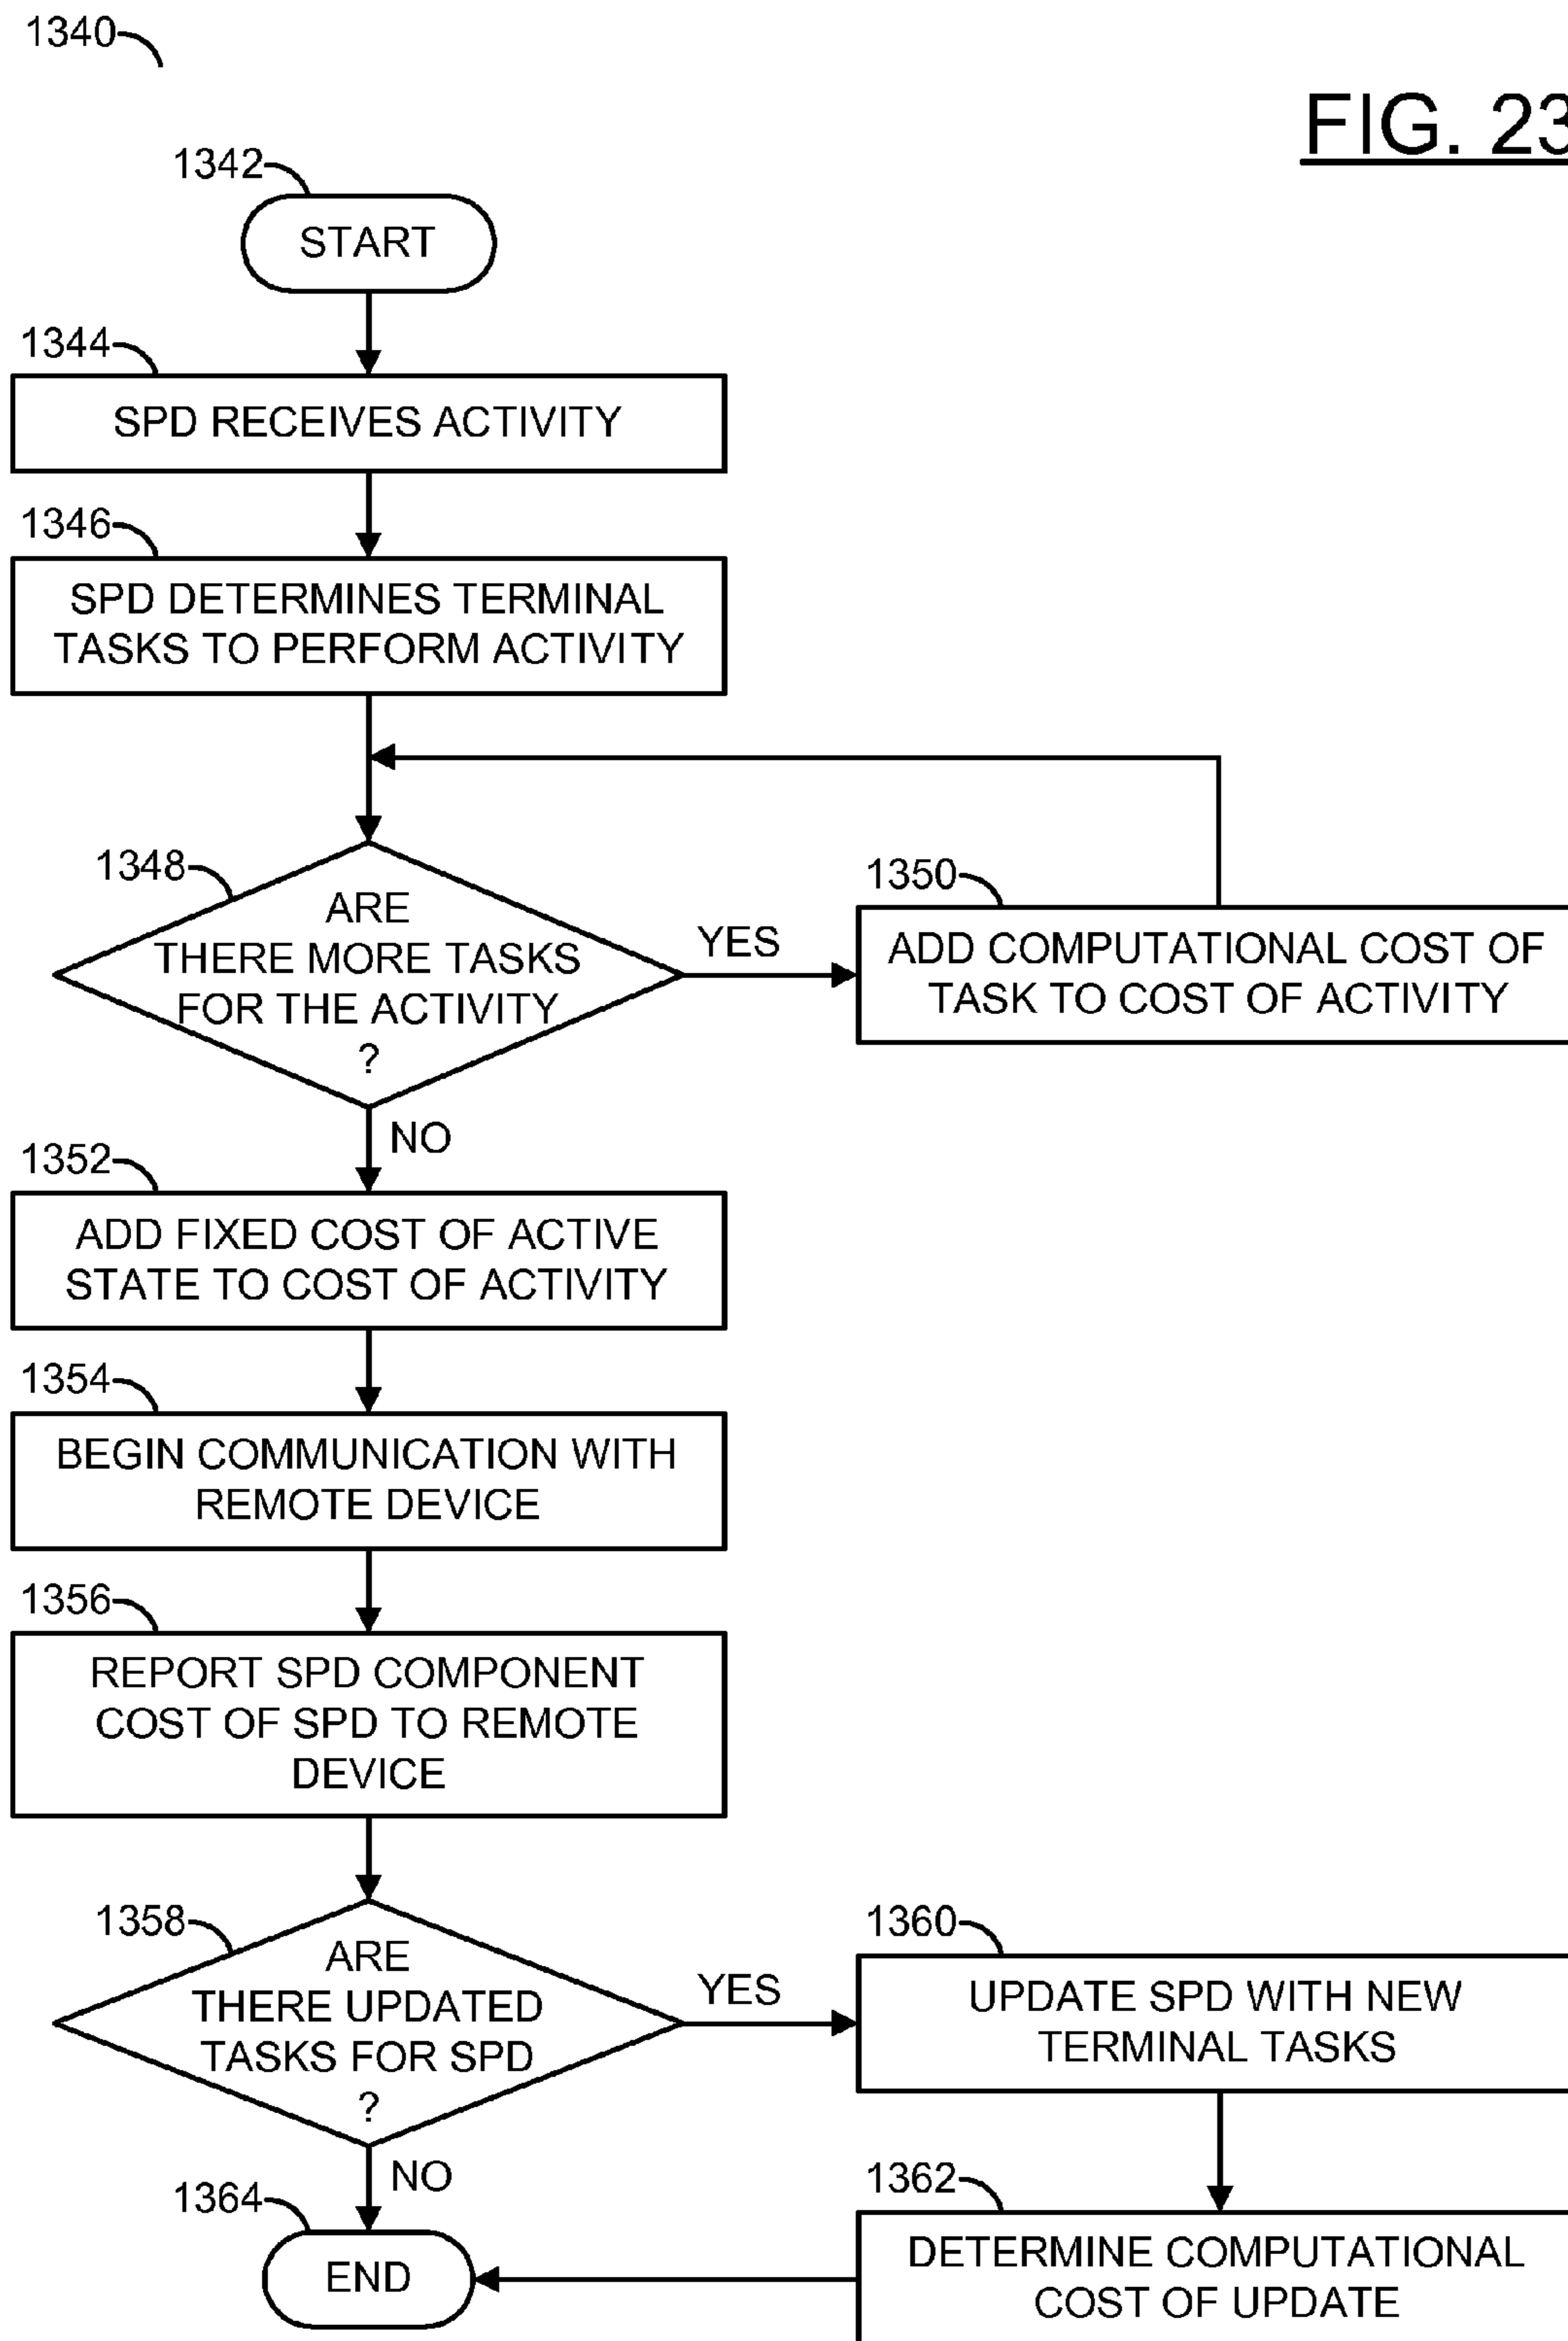 1340
FIG. 23
1342
START
1344
SPD RECEIVES ACTIVITY
1346
SPD DETERMINES TERMINAL
TASKS TO PERFORM ACTIVITY
1348
ARE
THERE MORE TASKS
FOR THE ACTIVITY
?
YES
1350
ADD COMPUTATIONAL COST OF
TASK TO COST OF ACTIVITY
NO
1352
ADD FIXED COST OF ACTIVE
STATE TO COST OF ACTIVITY
1354
BEGIN COMMUNICATION WITH
REMOTE DEVICE
1356
REPORT SPD COMPONENT
COST OF SPD TO REMOTE
DEVICE
1358
ARE
THERE UPDATED
TASKS FOR SPD
?
YES
1360
UPDATE SPD WITH NEW
TERMINAL TASKS
NO
1362
DETERMINE COMPUTATIONAL
COST OF UPDATE
1364
END